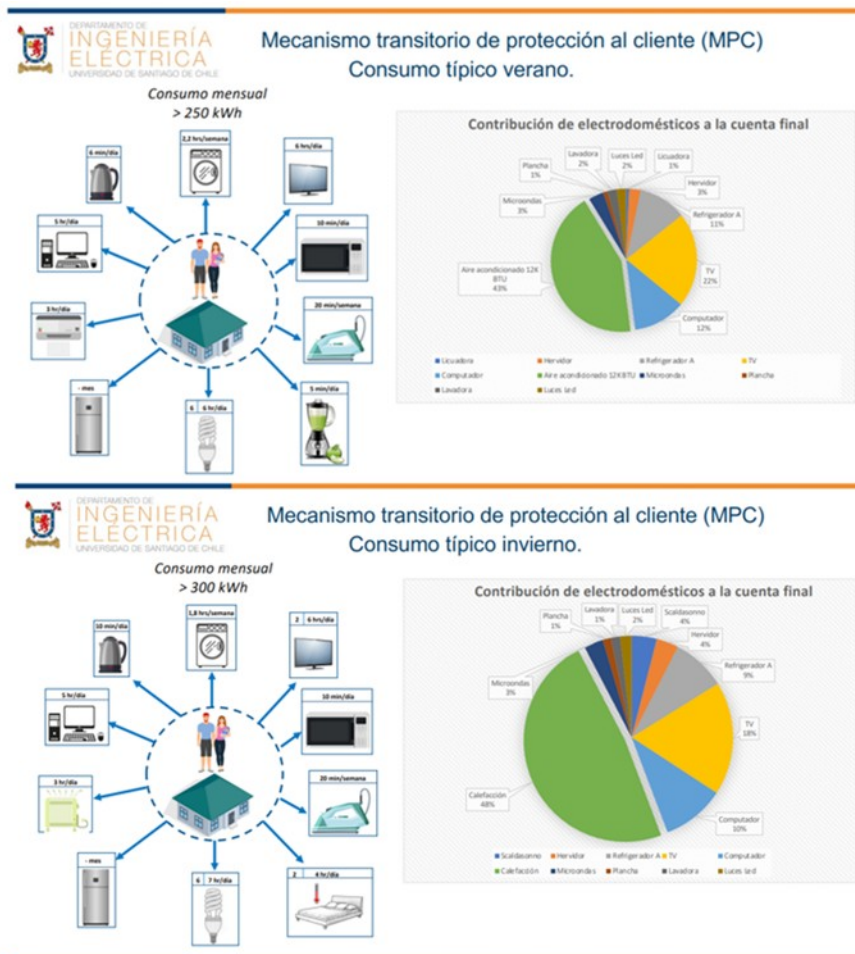 DEPARTAMENTO DE
INGENIERÍA
ELÉCTRICA
UNIVERSIDAD DE SANTIAGO DE CHILE
Mecanismo transitorio de protección al cliente (MPC)
Consumo típico verano.
Consumo mensual
> 250 kWh
6 min/día
2,2 hrs/semana
6 hrs/día
5 hr/día
10 min/día
3 hr/día
20 min/semana
- mes
6 6 hr/día
5 min/día
Contribución de electrodomésticos a la cuenta final
Lavadora
2%
Luces Led
2%
Licuadora
1%
Plancha
1%
Hervidor
3%
Microondas
3%
Refrigerador A
11%
Aire acondicionado 12K
BTU
43%
TV
22%
Computador
12%
Licuadora
Hervidor
Refrigerador A
TV
Computador
Aire acondicionado 12K BTU
Microondas
Plancha
Lavadora
Luces Led
DEPARTAMENTO DE
INGENIERÍA
ELÉCTRICA
UNIVERSIDAD DE SANTIAGO DE CHILE
Mecanismo transitorio de protección al cliente (MPC)
Consumo típico invierno.
Consumo mensual
> 300 kWh
10 min/día
1,8 hrs/semana
2 6 hrs/día
5 hr/día
10 min/día
3 hr/día
20 min/semana
- mes
6 7 hr/día
2 4 hr/día
Contribución de electrodomésticos a la cuenta final
Lavadora
1%
Luces Led
2%
Scaldasonno
4%
Plancha
1%
Hervidor
4%
Microondas
3%
Refrigerador A
9%
TV
18%
Calefacción
48%
Computador
10%
Scaldasonno
Hervidor
Refrigerador A
TV
Computador
Calefacción
Microondas
Plancha
Lavadora
Luces Led